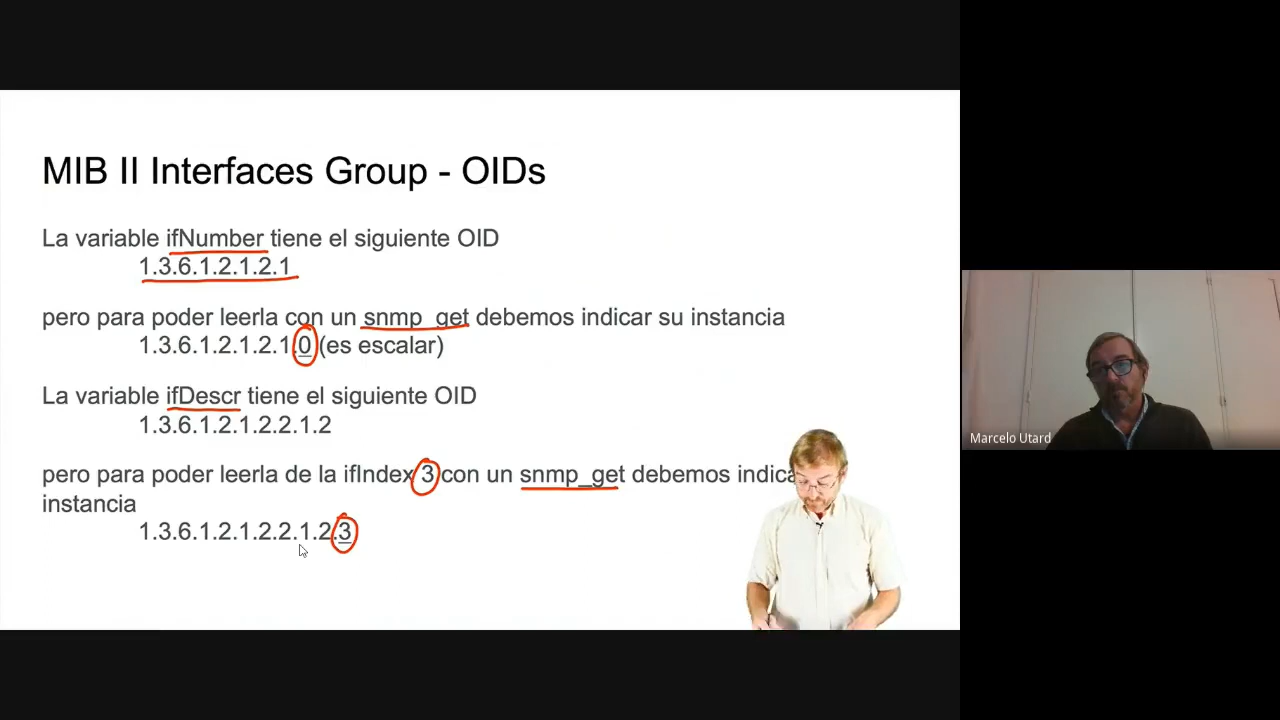 MIB II Interfaces Group - OIDs
La variable ifNumber tiene el siguiente OID
1.3.6.1.2.1.2.1
pero para poder leerla con un snmp_get debemos indicar su instancia
1.3.6.1.2.1.2.1.0 (es escalar)
La variable ifDescr tiene el siguiente OID
1.3.6.1.2.1.2.2.1.2
pero para poder leerla de la ifIndex 3 con un snmp_get debemos indica
instancia
1.3.6.1.2.1.2.2.1.2.3
Marcelo Utard